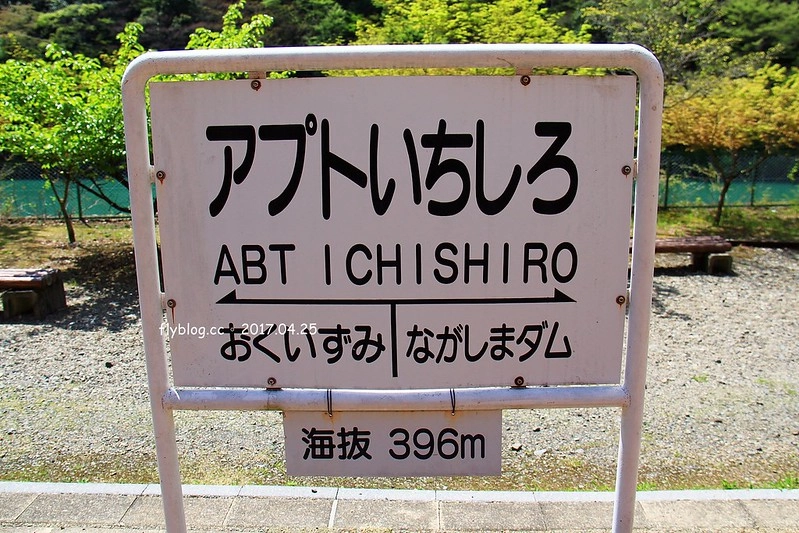 アプトいちしろ
ABT ICHISHIRO
おくいずみ ながしまダム
海抜 396m
flyblog.cc 2017.04.25